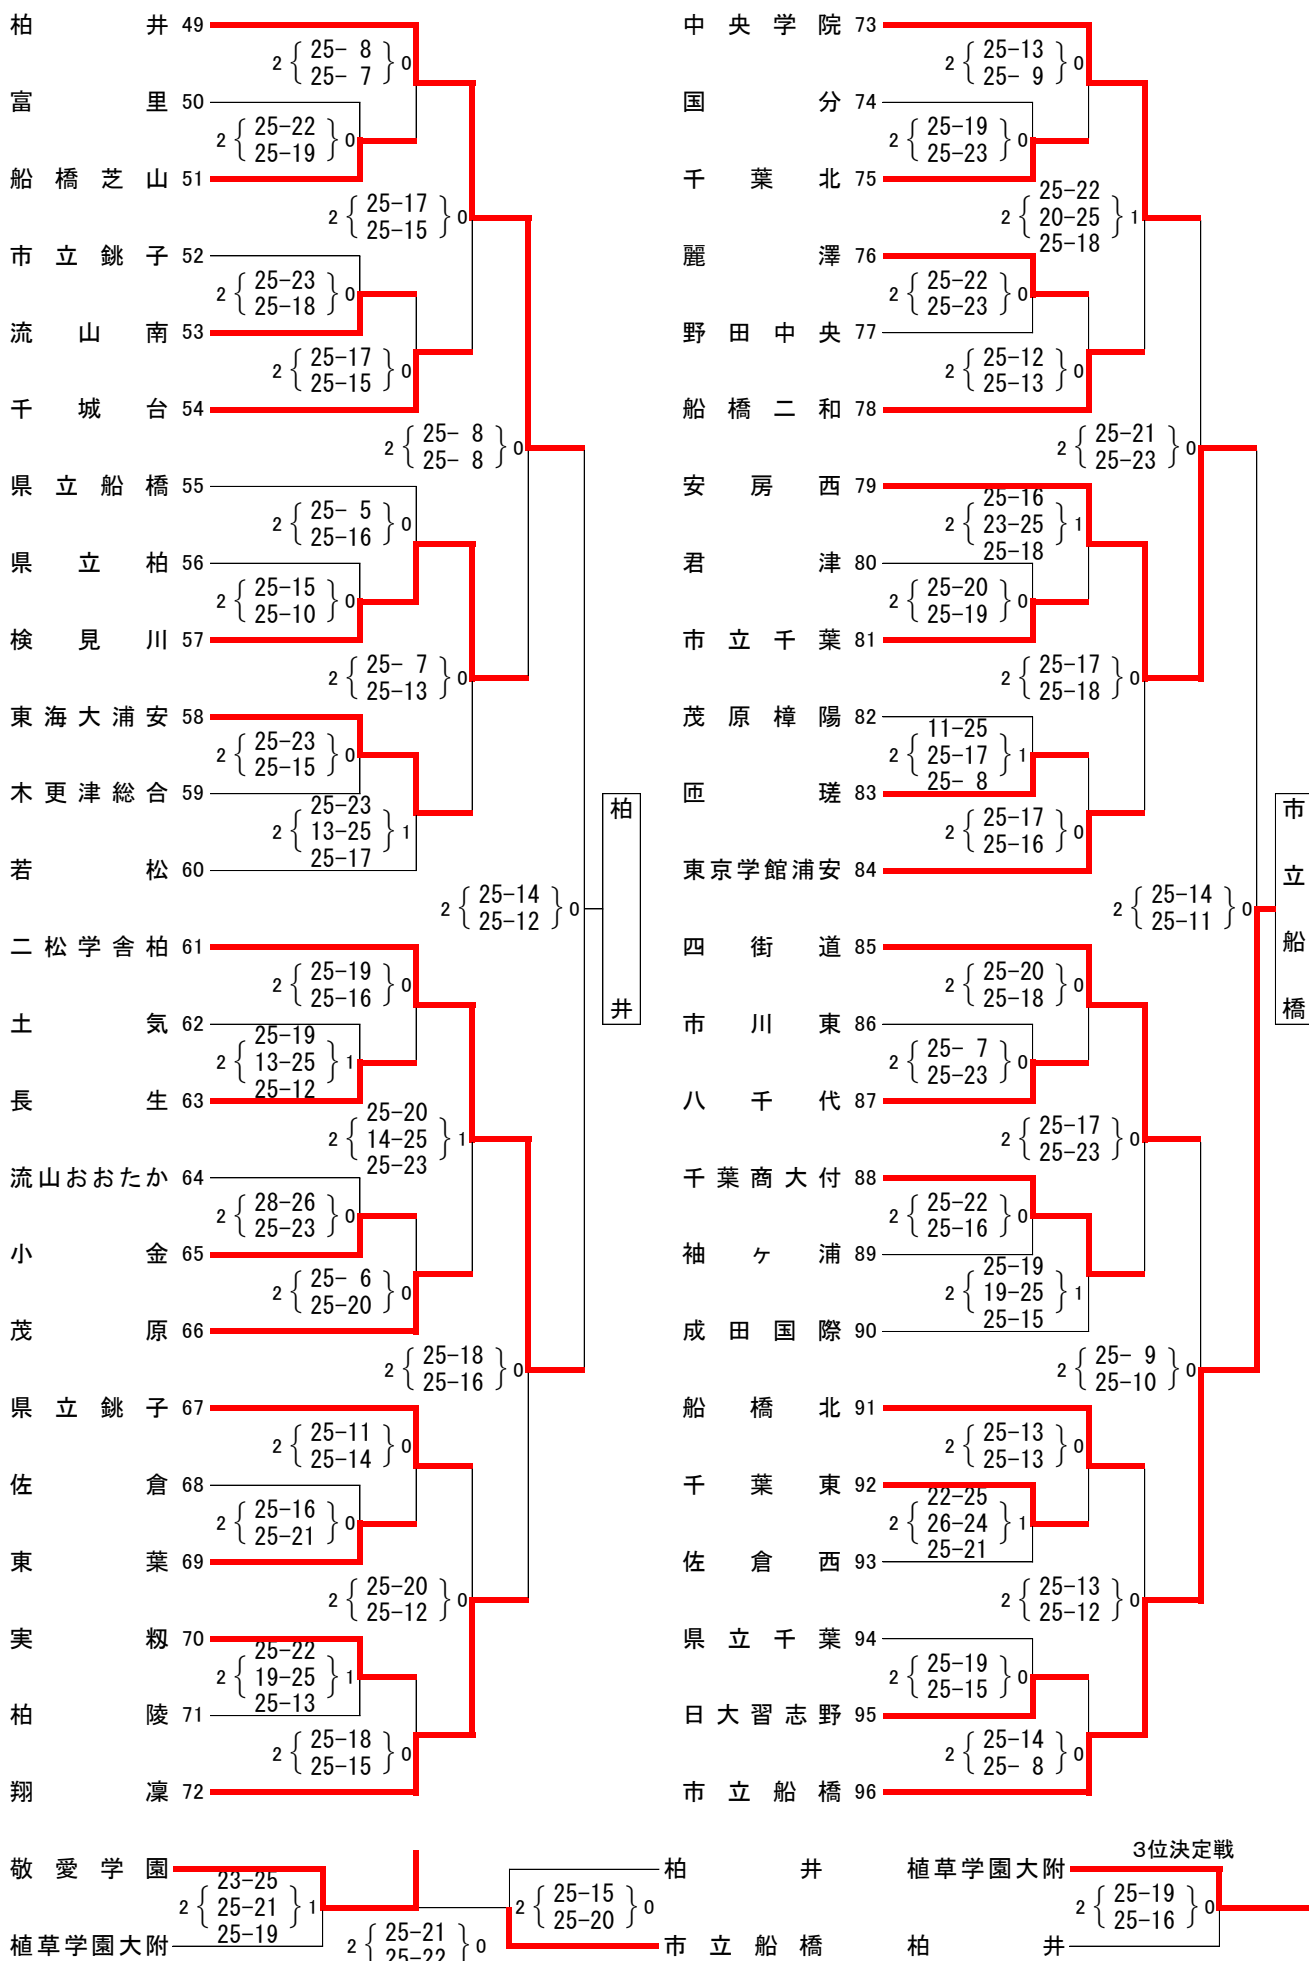 柏井 49
2 { 25- 8 } 0
25- 7
富里 50
2 { 25-22 } 0
25-19
船橋芝山 51
2 { 25-17 } 0
25-15
市立銚子 52
2 { 25-23 } 0
25-18
流山南 53
2 { 25-17 } 0
25-15
千城台 54
2 { 25- 8 } 0
25- 8
県立船橋 55
2 { 25- 5 } 0
25-16
県立柏 56
2 { 25-15 } 0
25-10
検見川 57
2 { 25- 7 } 0
25-13
東海大浦安 58
2 { 25-23 } 0
25-15
木更津総合 59
25-23
2 { 13-25 } 1
25-17
若松 60
2 { 25-14 } 0
25-12
柏井
二松学舎柏 61
2 { 25-19 } 0
25-16
土気 62
25-19
2 { 13-25 } 1
25-12
長生 63
25-20
2 { 14-25 } 1
25-23
流山おおたか 64
2 { 28-26 } 0
25-23
小金 65
2 { 25- 6 } 0
25-20
茂原 66
2 { 25-18 } 0
25-16
県立銚子 67
2 { 25-11 } 0
25-14
佐倉 68
2 { 25-16 } 0
25-21
東葉 69
2 { 25-20 } 0
25-12
実籾 70
25-22
2 { 19-25 } 1
25-13
柏陵 71
2 { 25-18 } 0
25-15
翔凜 72
中央学院 73
2 { 25-13 } 0
25- 9
国分 74
2 { 25-19 } 0
25-23
千葉北 75
25-22
2 { 20-25 } 1
25-18
麗澤 76
2 { 25-22 } 0
25-23
野田中央 77
2 { 25-12 } 0
25-13
船橋二和 78
2 { 25-21 } 0
25-23
安房西 79
25-16
2 { 23-25 } 1
25-18
君津 80
2 { 25-20 } 0
25-19
市立千葉 81
2 { 25-17 } 0
25-18
茂原樟陽 82
11-25
2 { 25-17 } 1
25- 8
匝瑳 83
2 { 25-17 } 0
25-16
東京学館浦安 84
2 { 25-14 } 0
25-11
市立船橋
四街道 85
2 { 25-20 } 0
25-18
市川東 86
2 { 25- 7 } 0
25-23
八千代 87
2 { 25-17 } 0
25-23
千葉商大付 88
2 { 25-22 } 0
25-16
袖ヶ浦 89
25-19
2 { 19-25 } 1
25-15
成田国際 90
2 { 25- 9 } 0
25-10
船橋北 91
2 { 25-13 } 0
25-13
千葉東 92
22-25
2 { 26-24 } 1
25-21
佐倉西 93
2 { 25-13 } 0
25-12
県立千葉 94
2 { 25-19 } 0
25-15
日大習志野 95
2 { 25-14 } 0
25- 8
市立船橋 96
敬愛学園
23-25
2 { 25-21 } 1
25-19
植草学園大附
2 { 25-21 } 0
25-22
柏井
2 { 25-15 } 0
25-20
市立船橋
3位決定戦
植草学園大附
2 { 25-19 } 0
25-16
柏井